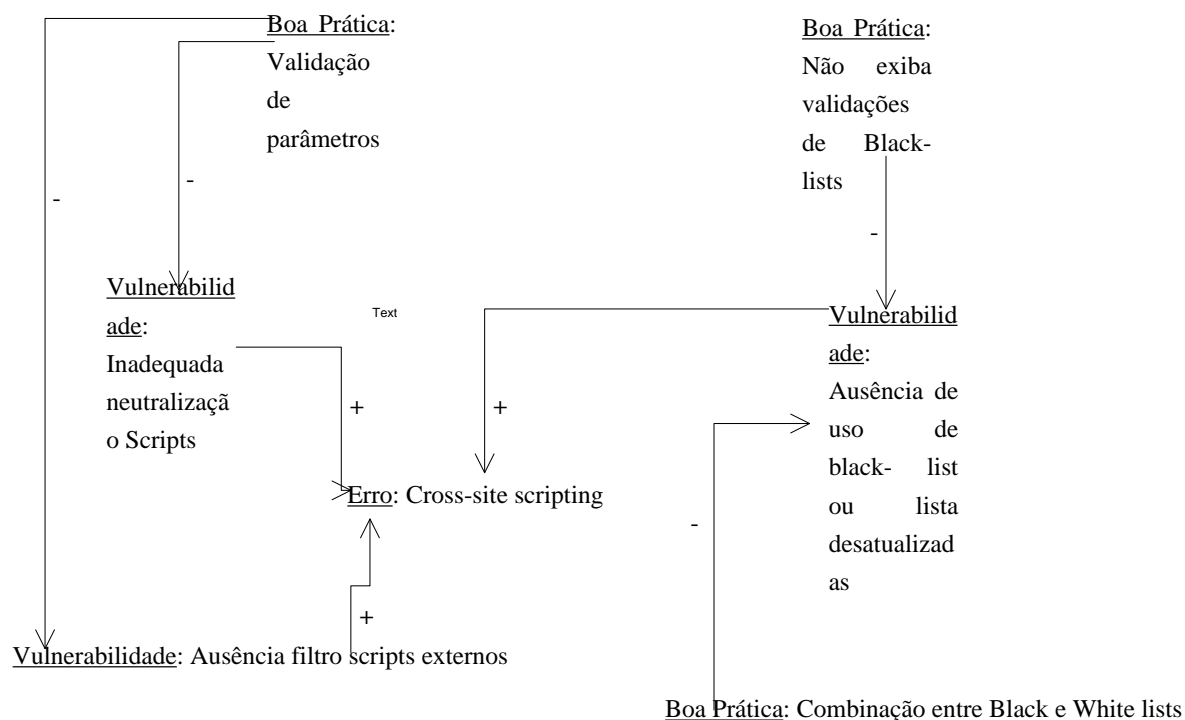 Boa Prática:
Validação
de
parâmetros
Boa Prática:
Não exiba
validações
de Black-
lists
-
-
-
Vulnerabilid
ade:
Inadequada
neutralizaçã
o Scripts
Text
Vulnerabilid
ade:
Ausência de
uso de
black- list
ou lista
desatualizad
as
+
+
Erro: Cross-site scripting
-
+
Vulnerabilidade: Ausência filtro scripts externos
Boa Prática: Combinação entre Black e White lists